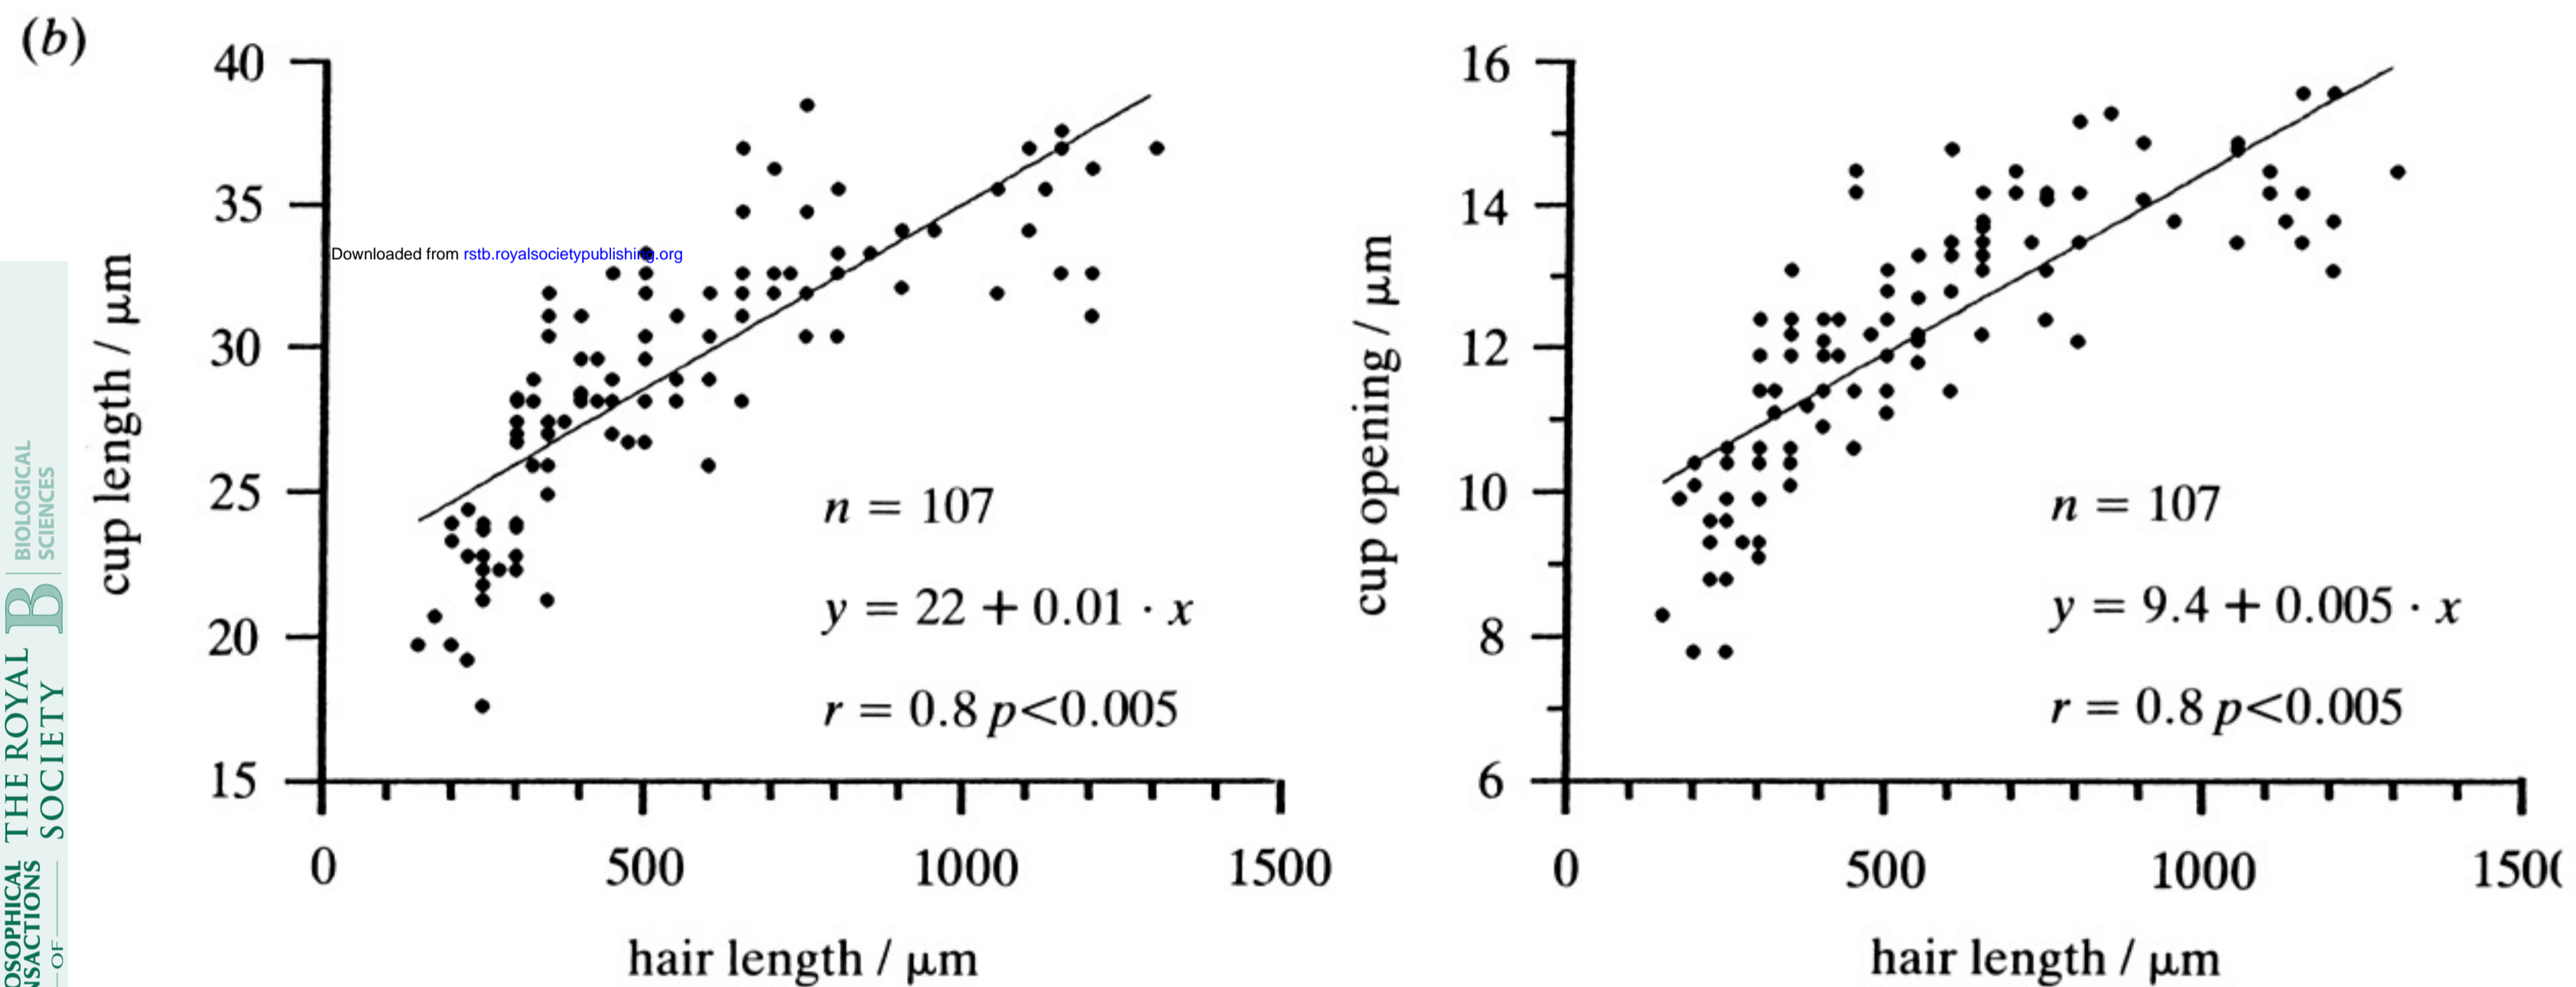 (b)
40
35
30
25
20
15
cup length / μm
Downloaded from rstb.royalsocietypublishing.org
n = 107
y = 22 + 0.01 · x
r = 0.8 p<0.005
0 500 1000 1500
hair length / μm
16
14
12
10
8
6
cup opening / μm
n = 107
y = 9.4 + 0.005 · x
r = 0.8 p<0.005
0 500 1000
hair length / μm
BIOLOGICAL
SCIENCES
B
THE ROYAL
SOCIETY
OF